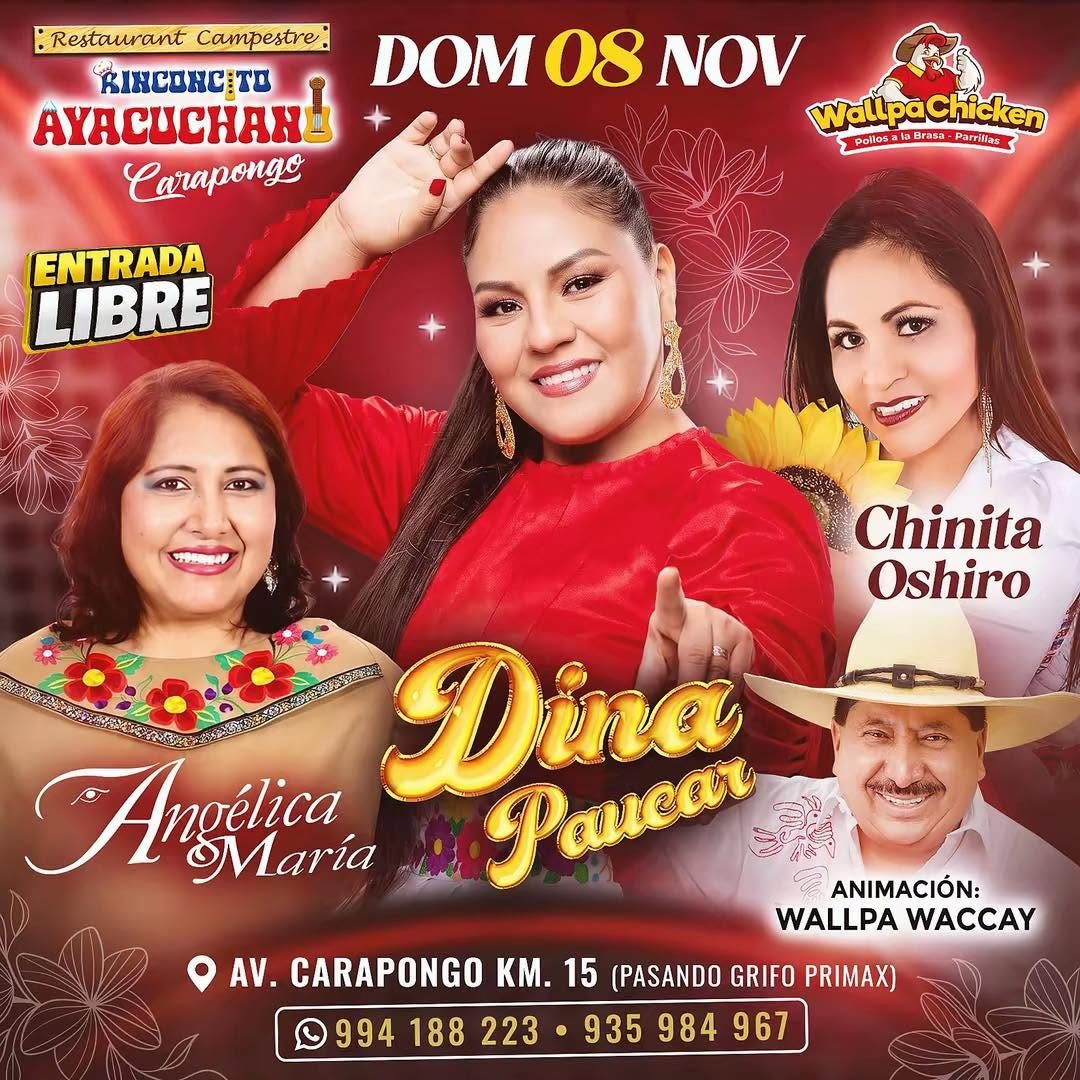 Restaurant Campestre
RINCONCITO
AYACUCHANO
Carapongo
DOM 08 NOV
WallpaChicken
Pollos a la Brasa - Parrillas
ENTRADA
LIBRE
Chinita
Oshiro
Dina
Paucar
Angélica
María
ANIMACIÓN:
WALLPA WACCAY
AV. CARAPONGO KM. 15 (PASANDO GRIFO PRIMAX)
994 188 223 • 935 984 967